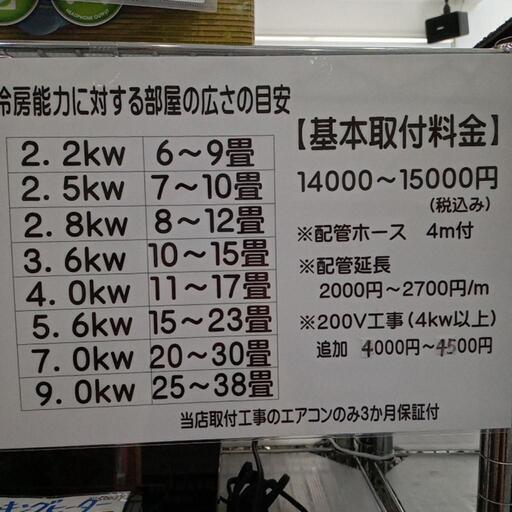 冷房能力に対する部屋の広さの目安
2.2kw 6〜9畳
2.5kw 7〜10畳
2.8kw 8〜12畳
3.6kw 10〜15畳
4.0kw 11〜17畳
5.6kw 15〜23畳
7.0kw 20〜30畳
9.0kw 25〜38畳
【基本取付料金】
14000〜15000円
(税込み)
※配管ホース 4m付
※配管延長
2000円〜2700円/m
※200V工事(4kw以上)
追加 4000円〜4500円
当店取付工事のエアコンのみ3か月保証付